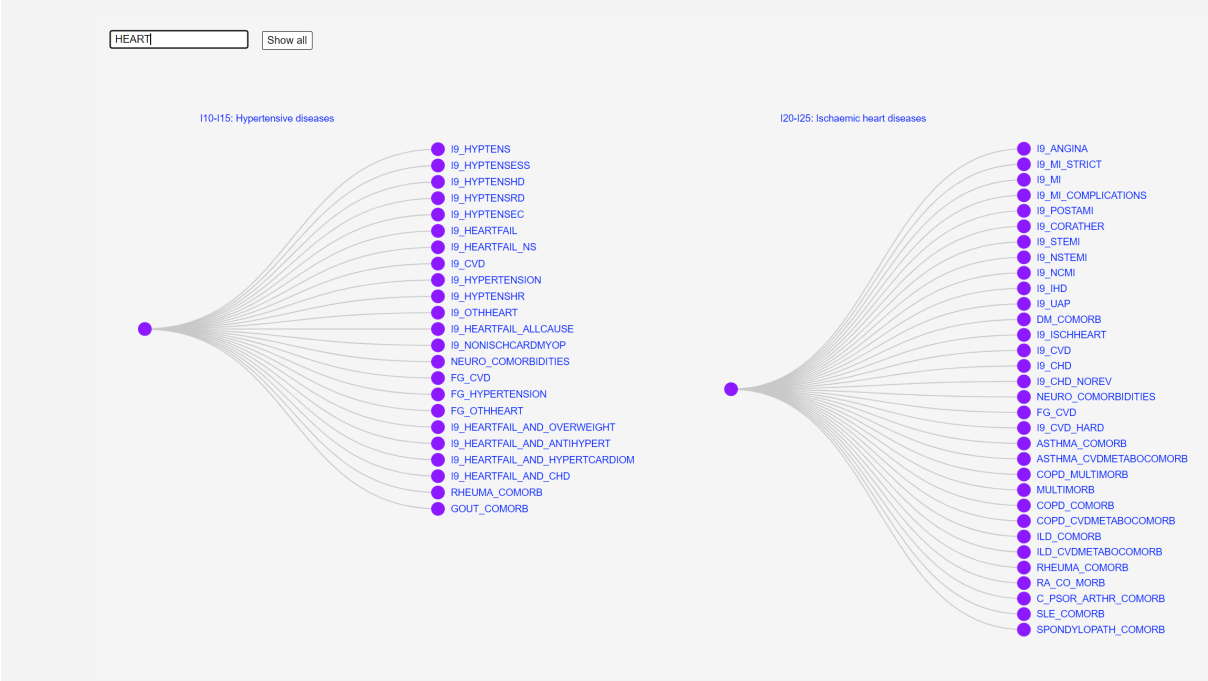 HEART
Show all
I10-I15: Hypertensive diseases
I9_HYPTENS
I9_HYPTENSESS
I9_HYPTENSHD
I9_HYPTENSRD
I9_HYPTENSEC
I9_HEARTFAIL
I9_HEARTFAIL_NS
I9_CVD
I9_HYPERTENSION
I9_HYPTENSHR
I9_OTHHEART
I9_HEARTFAIL_ALLCAUSE
I9_NONISCHCARDMYOP
NEURO_COMORBIDITIES
FG_CVD
FG_HYPERTENSION
FG_OTHHEART
I9_HEARTFAIL_AND_OVERWEIGHT
I9_HEARTFAIL_AND_ANTIHYPERT
I9_HEARTFAIL_AND_HYPERTCARDIOM
I9_HEARTFAIL_AND_CHD
RHEUMA_COMORB
GOUT_COMORB
I20-I25: Ischaemic heart diseases
I9_ANGINA
I9_MI_STRICT
I9_MI
I9_MI_COMPLICATIONS
I9_POSTAMI
I9_CORATHER
I9_STEMI
I9_NSTEMI
I9_NCMI
I9_IHD
I9_UAP
DM_COMORB
I9_ISCHHEART
I9_CVD
I9_CHD
I9_CHD_NOREV
NEURO_COMORBIDITIES
FG_CVD
I9_CVD_HARD
ASTHMA_COMORB
ASTHMA_CVDMETABOCOMORB
COPD_MULTIMORB
MULTIMORB
COPD_COMORB
COPD_CVDMETABOCOMORB
ILD_COMORB
ILD_CVDMETABOCOMORB
RHEUMA_COMORB
RA_CO_MORB
C_PSOR_ARTHR_COMORB
SLE_COMORB
SPONDYLOPATH_COMORB